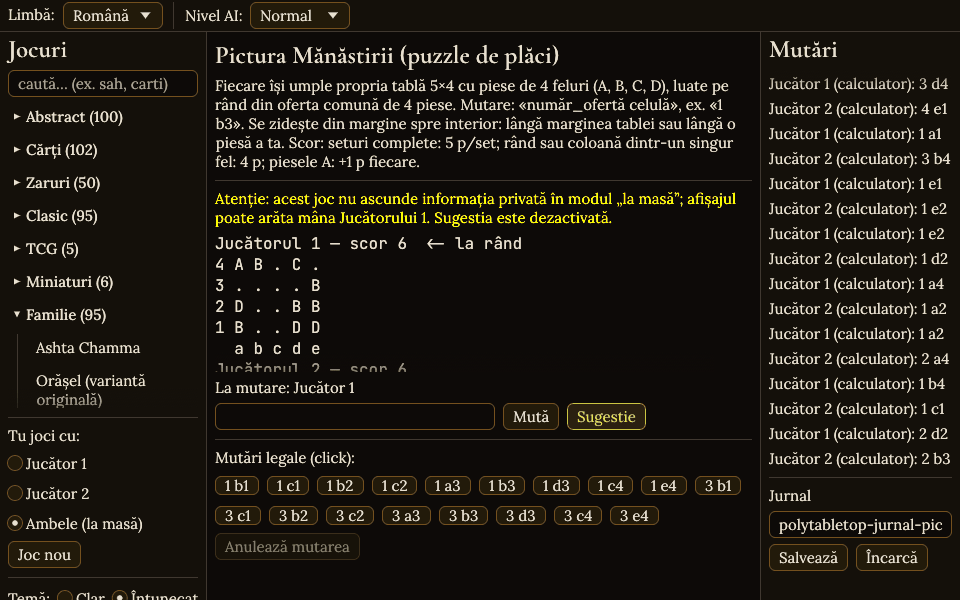 Limbă: Română ▼ Nivel AI: Normal ▼
Jocuri
caută... (ex. sah, carti)
▸ Abstract (100)
▸ Cărți (102)
▸ Zaruri (50)
▸ Clasic (95)
▸ TCG (5)
▸ Miniaturi (6)
▾ Familie (95)
Ashta Chamma
Orășel (variantă
originală)
Tu joci cu:
Jucător 1
Jucător 2
Ambele (la masă)
Joc nou
Temă: Clar Întunecat
Pictura Mănăstirii (puzzle de plăci)
Fiecare își umple propria tablă 5×4 cu piese de 4 feluri (A, B, C, D), luate pe
rând din oferta comună de 4 piese. Mutare: «număr_ofertă celulă», ex. «1
b3». Se zidește din margine spre interior: lângă marginea tablei sau lângă o
piesă a ta. Scor: seturi complete: 5 p/set; rând sau coloană dintr-un singur
fel: 4 p; piesele A: +1 p fiecare.
Atenție: acest joc nu ascunde informația privată în modul „la masă”; afișajul
poate arăta mâna Jucătorului 1. Sugestia este dezactivată.
Jucătorul 1 — scor 6 ← la rând
4 A B . C .
3 . . . . B
2 D . . B B
1 B . . D D
a b c d e
Jucătorul 2 — scor 6
La mutare: Jucător 1
Mută Sugestie
Mutări legale (click):
1 b1 1 c1 1 b2 1 c2 1 a3 1 b3 1 d3 1 c4 1 e4 3 b1
3 c1 3 b2 3 c2 3 a3 3 b3 3 d3 3 c4 3 e4
Anulează mutarea
Mutări
Jucător 1 (calculator): 3 d4
Jucător 2 (calculator): 4 e1
Jucător 1 (calculator): 1 a1
Jucător 2 (calculator): 3 b4
Jucător 1 (calculator): 1 e1
Jucător 2 (calculator): 1 e2
Jucător 1 (calculator): 1 e2
Jucător 2 (calculator): 1 d2
Jucător 1 (calculator): 1 a4
Jucător 2 (calculator): 1 a2
Jucător 1 (calculator): 1 a2
Jucător 2 (calculator): 2 a4
Jucător 1 (calculator): 1 b4
Jucător 2 (calculator): 1 c1
Jucător 1 (calculator): 2 d2
Jucător 2 (calculator): 2 b3
Jurnal
polytabletop-jurnal-pic
Salvează Încarcă